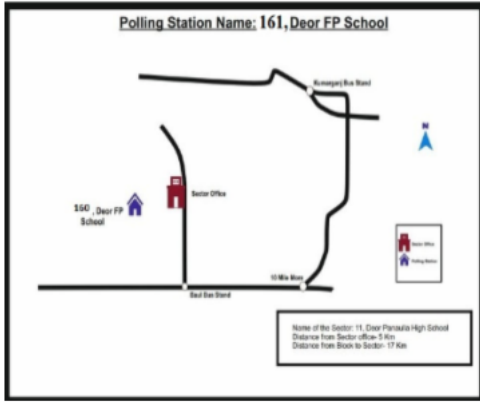 Polling Station Name: 161, Deor FP School
Kumarganj Bus Stand
N
Sector Office
160 , Deor FP
School
Sector Office
Polling Station
10 Mile More
Baul Bus Stand
Name of the Sector: 11, Deor Panaulla High School
Distance from Sector office- 5 Km
Distance from Block to Sector- 17 Km